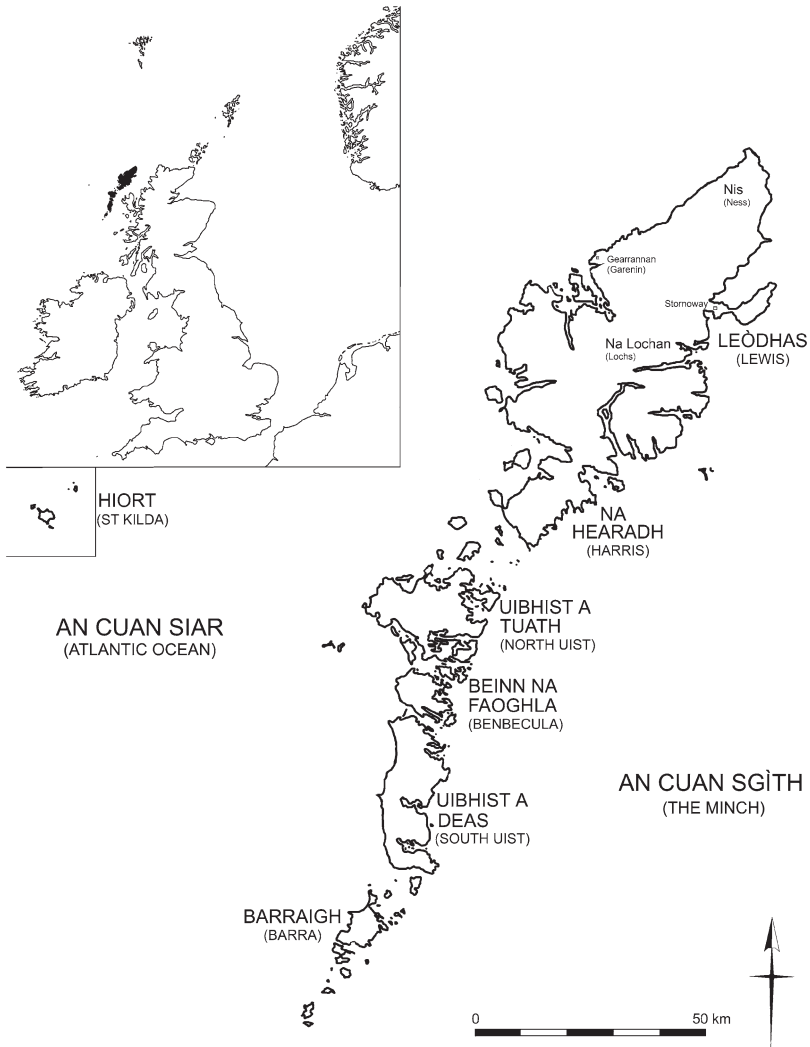 Nis
(Ness)
Gearrannan
(Garenin)
Stornoway
Na Lochan
(Lochs)
LEÒDHAS
(LEWIS)
HIORT
(ST KILDA)
NA
HEARADH
(HARRIS)
AN CUAN SIAR
(ATLANTIC OCEAN)
UIBHIST A
TUATH
(NORTH UIST)
BEINN NA
FAOGHLA
(BENBECULA)
AN CUAN SGÌTH
(THE MINCH)
UIBHIST A
DEAS
(SOUTH UIST)
BARRAIGH
(BARRA)
0 50 km